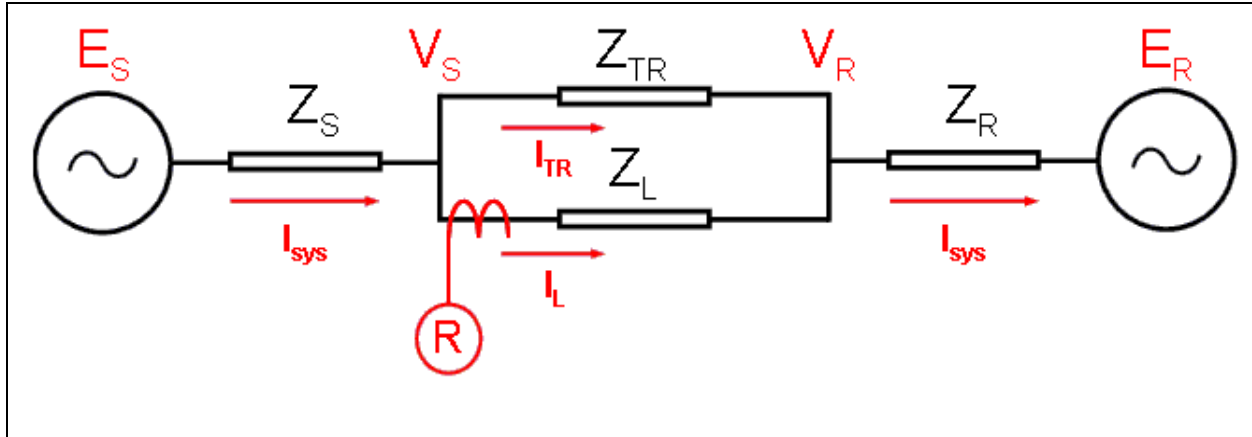 E_S V_S Z_TR V_R E_R
Z_S Z_R
I_TR Z_L
I_sys I_L I_sys
R